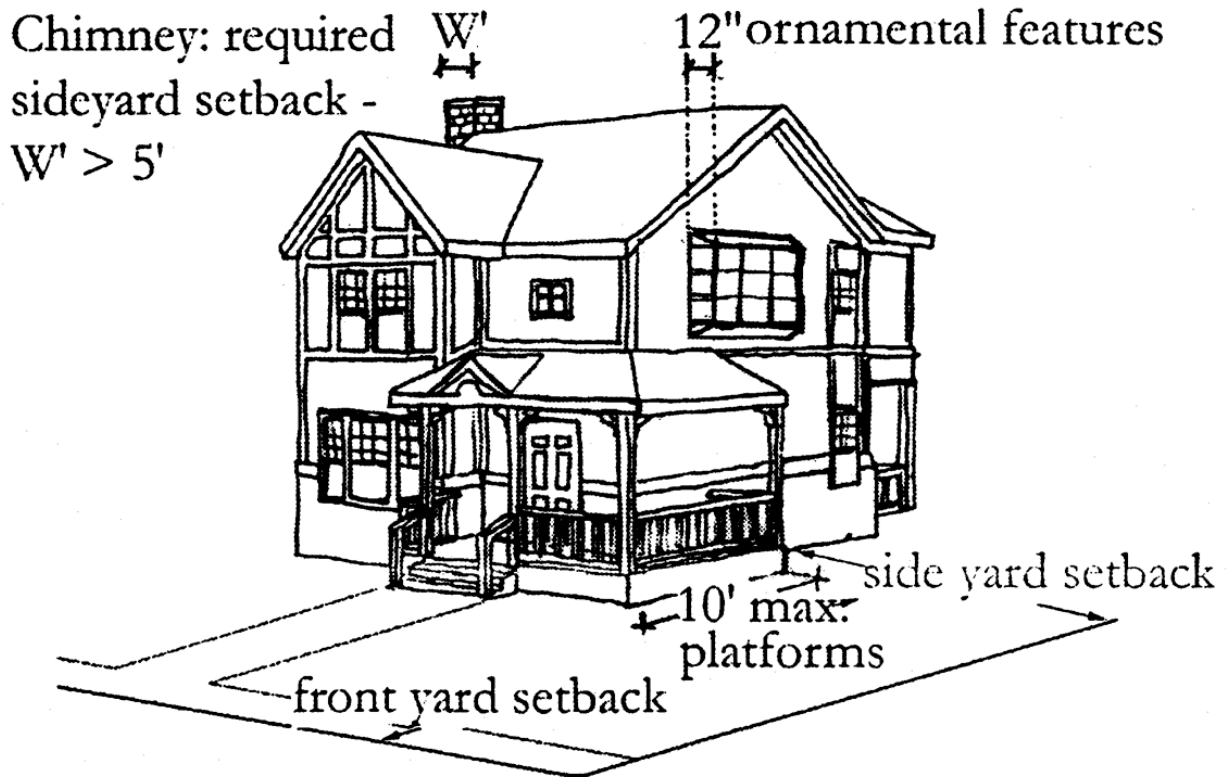 Chimney: required
sideyard setback -
W' > 5'
W'
12" ornamental features
side yard setback
10' max.
platforms
front yard setback